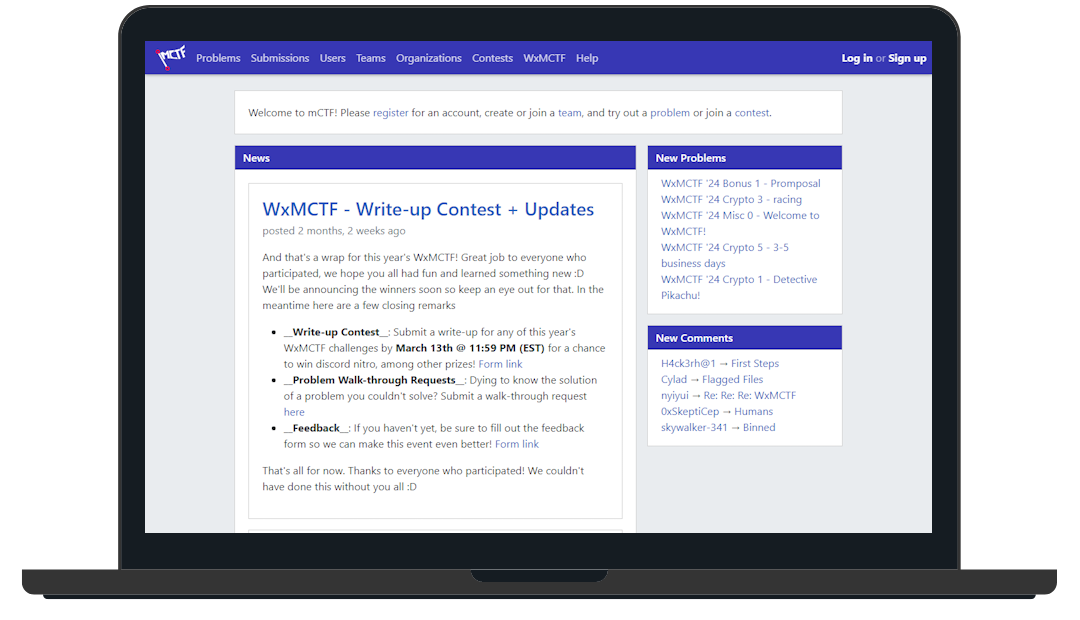 mCTF Problems Submissions Users Teams Organizations Contests WxMCTF Help Log in or Sign up
Welcome to mCTF! Please register for an account, create or join a team, and try out a problem or join a contest.
News
WxMCTF - Write-up Contest + Updates
posted 2 months, 2 weeks ago
And that's a wrap for this year's WxMCTF! Great job to everyone who
participated, we hope you all had fun and learned something new :D
We'll be announcing the winners soon so keep an eye out for that. In the
meantime here are a few closing remarks
• __Write-up Contest__: Submit a write-up for any of this year's
WxMCTF challenges by March 13th @ 11:59 PM (EST) for a chance
to win discord nitro, among other prizes! Form link
• __Problem Walk-through Requests__: Dying to know the solution
of a problem you couldn't solve? Submit a walk-through request
here
• __Feedback__: If you haven't yet, be sure to fill out the feedback
form so we can make this event even better! Form link
That's all for now. Thanks to everyone who participated! We couldn't
have done this without you all :D
New Problems
WxMCTF '24 Bonus 1 - Promposal
WxMCTF '24 Crypto 3 - racing
WxMCTF '24 Misc 0 - Welcome to
WxMCTF!
WxMCTF '24 Crypto 5 - 3-5
business days
WxMCTF '24 Crypto 1 - Detective
Pikachu!
New Comments
H4ck3rh@1 → First Steps
Cylad → Flagged Files
nyiyui → Re: Re: Re: WxMCTF
0xSkeptiCep → Humans
skywalker-341 → Binned